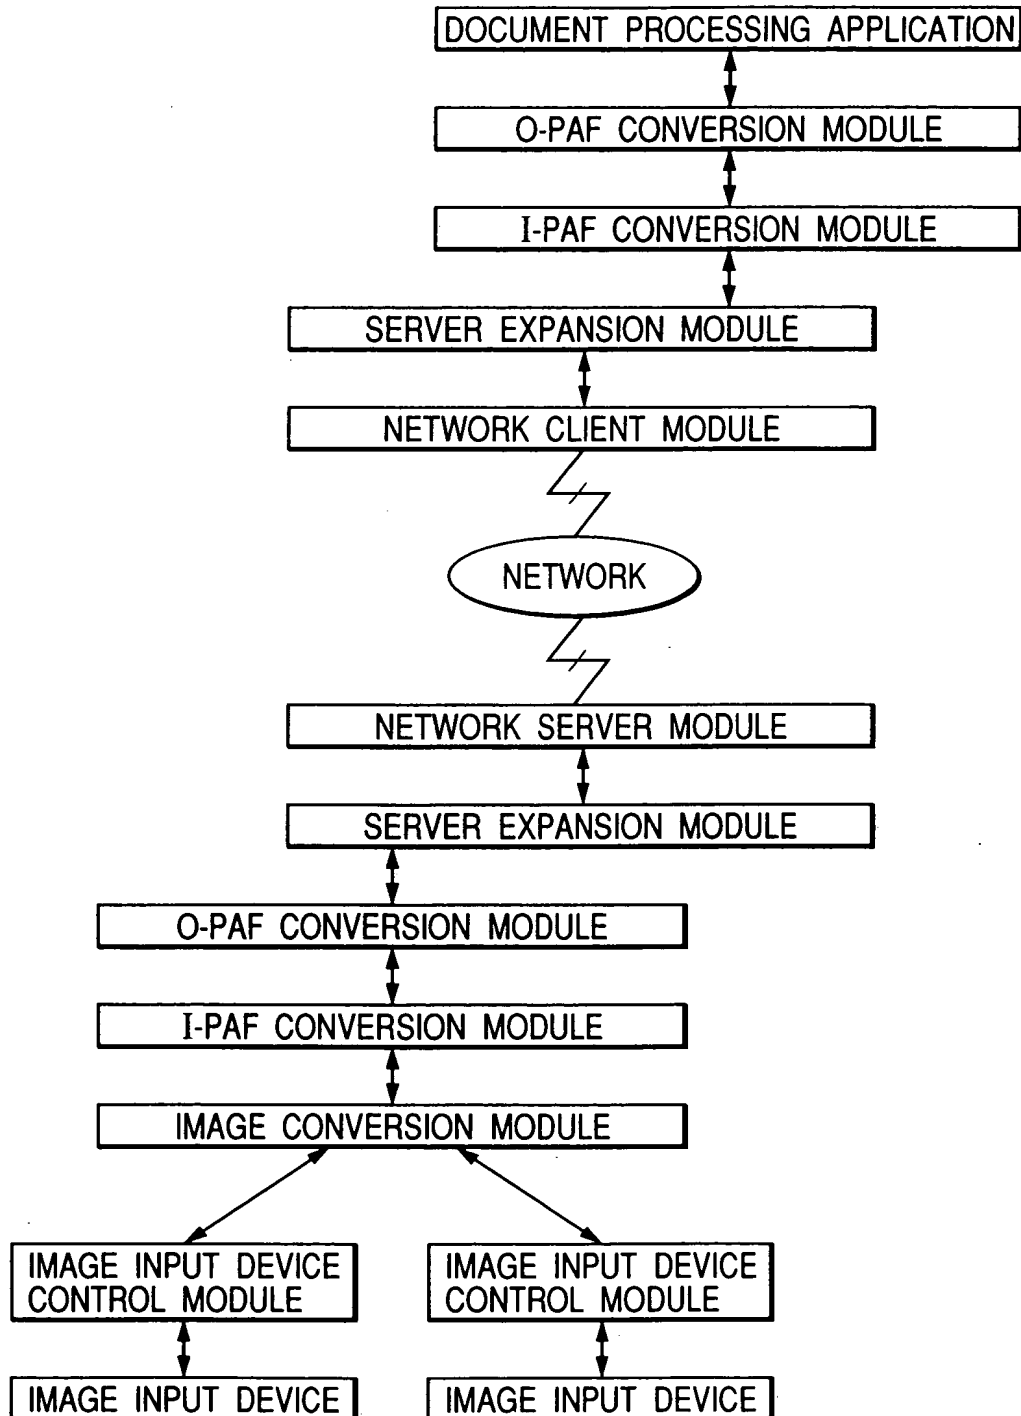 DOCUMENT PROCESSING APPLICATION
O-PAF CONVERSION MODULE
I-PAF CONVERSION MODULE
SERVER EXPANSION MODULE
NETWORK CLIENT MODULE
NETWORK
NETWORK SERVER MODULE
SERVER EXPANSION MODULE
O-PAF CONVERSION MODULE
I-PAF CONVERSION MODULE
IMAGE CONVERSION MODULE
IMAGE INPUT DEVICE
CONTROL MODULE
IMAGE INPUT DEVICE
CONTROL MODULE
IMAGE INPUT DEVICE
IMAGE INPUT DEVICE